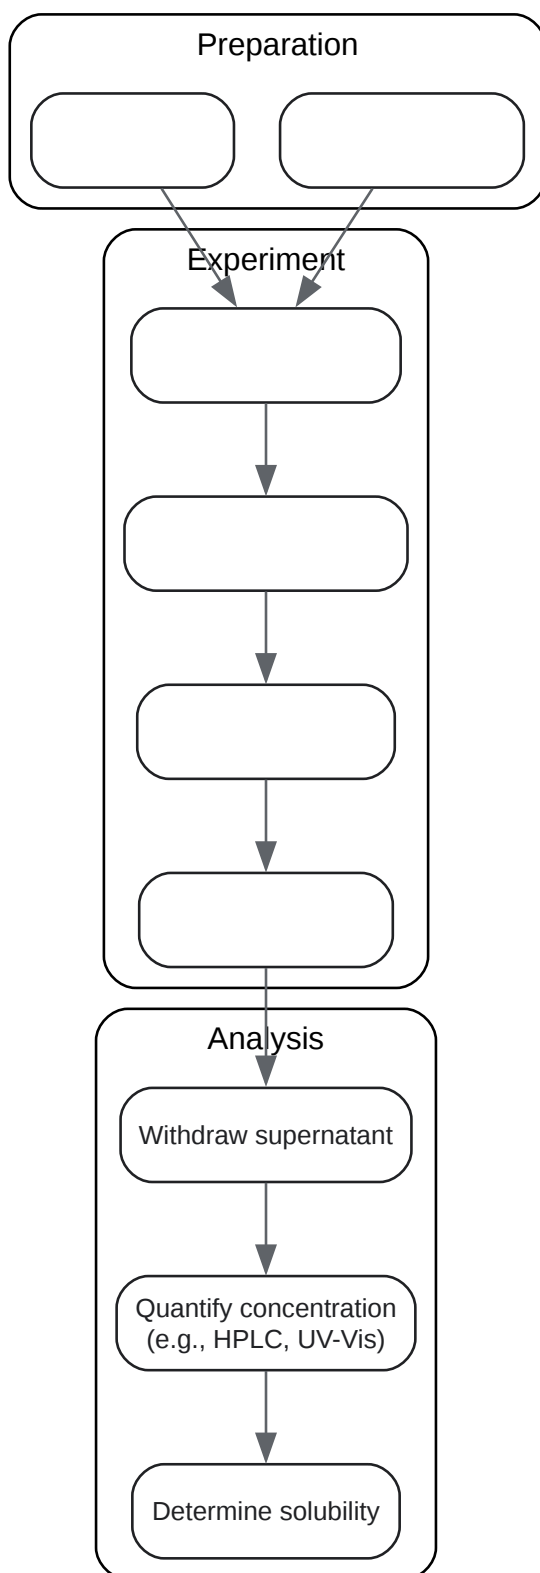 Preparation
Experiment
Analysis
Withdraw supernatant
Quantify concentration
(e.g., HPLC, UV-Vis)
Determine solubility